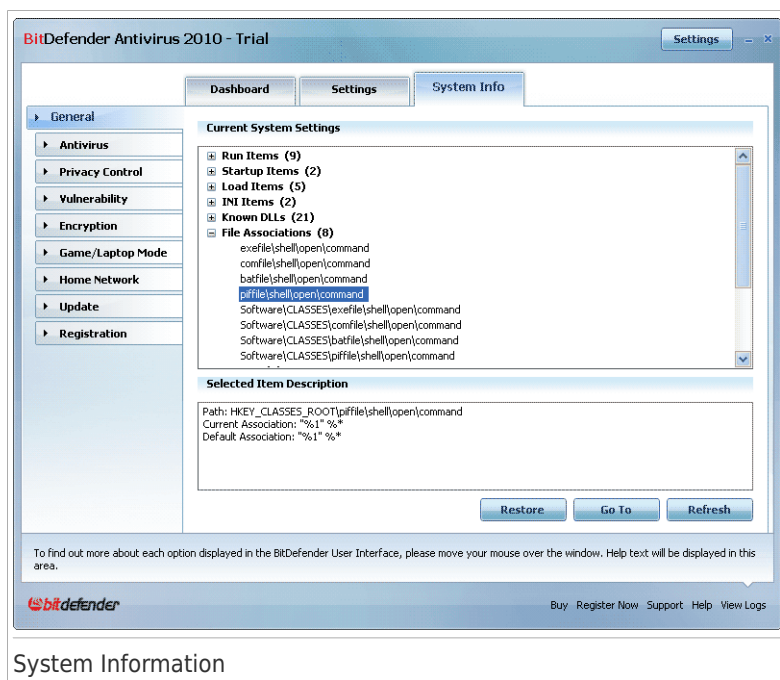 BitDefender Antivirus 2010 - Trial
Settings
Dashboard
Settings
System Info
General
Antivirus
Privacy Control
Vulnerability
Encryption
Game/Laptop Mode
Home Network
Update
Registration
Current System Settings
Run Items (9)
Startup Items (2)
Load Items (5)
INI Items (2)
Known DLLs (21)
File Associations (8)
exefile\shell\open\command
comfile\shell\open\command
batfile\shell\open\command
piffile\shell\open\command
Software\CLASSES\exefile\shell\open\command
Software\CLASSES\comfile\shell\open\command
Software\CLASSES\batfile\shell\open\command
Software\CLASSES\piffile\shell\open\command
Selected Item Description
Path: HKEY_CLASSES_ROOT\piffile\shell\open\command
Current Association: "%1" %*
Default Association: "%1" %*
Restore
Go To
Refresh
To find out more about each option displayed in the BitDefender User Interface, please move your mouse over the window. Help text will be displayed in this
area.
bitdefender
Buy Register Now Support Help View Logs
System Information